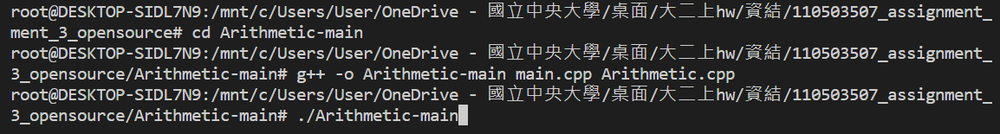 root@DESKTOP-SIDL7N9:/mnt/c/Users/User/OneDrive - 國立中央大學/桌面/大二上hw/資結/110503507_assignment_
ment_3_opensource# cd Arithmetic-main
root@DESKTOP-SIDL7N9:/mnt/c/Users/User/OneDrive - 國立中央大學/桌面/大二上hw/資結/110503507_assignment_
3_opensource/Arithmetic-main# g++ -o Arithmetic-main main.cpp Arithmetic.cpp
root@DESKTOP-SIDL7N9:/mnt/c/Users/User/OneDrive - 國立中央大學/桌面/大二上hw/資結/110503507_assignment_
3_opensource/Arithmetic-main# ./Arithmetic-main